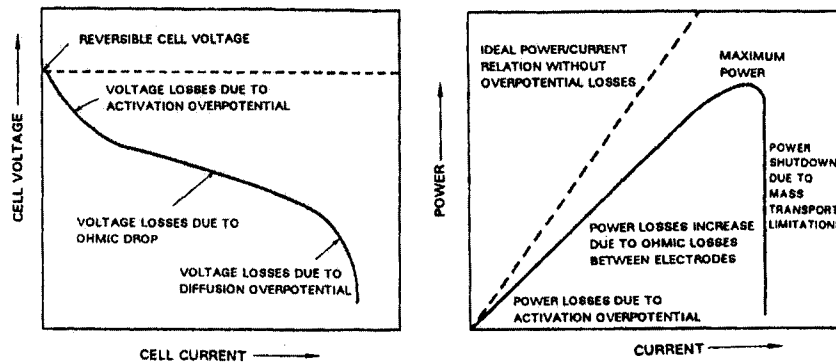 REVERSIBLE CELL VOLTAGE
VOLTAGE LOSSES DUE TO
ACTIVATION OVERPOTENTIAL
VOLTAGE LOSSES DUE TO
OHMIC DROP
VOLTAGE LOSSES DUE TO
DIFFUSION OVERPOTENTIAL
CELL VOLTAGE
CELL CURRENT
IDEAL POWER/CURRENT
RELATION WITHOUT
OVERPOTENTIAL LOSSES
MAXIMUM
POWER
POWER
SHUTDOWN
DUE TO
MASS
TRANSPORT
LIMITATION
POWER LOSSES INCREASE
DUE TO OHMIC LOSSES
BETWEEN ELECTRODES
POWER LOSSES DUE TO
ACTIVATION OVERPOTENTIAL
POWER
CURRENT